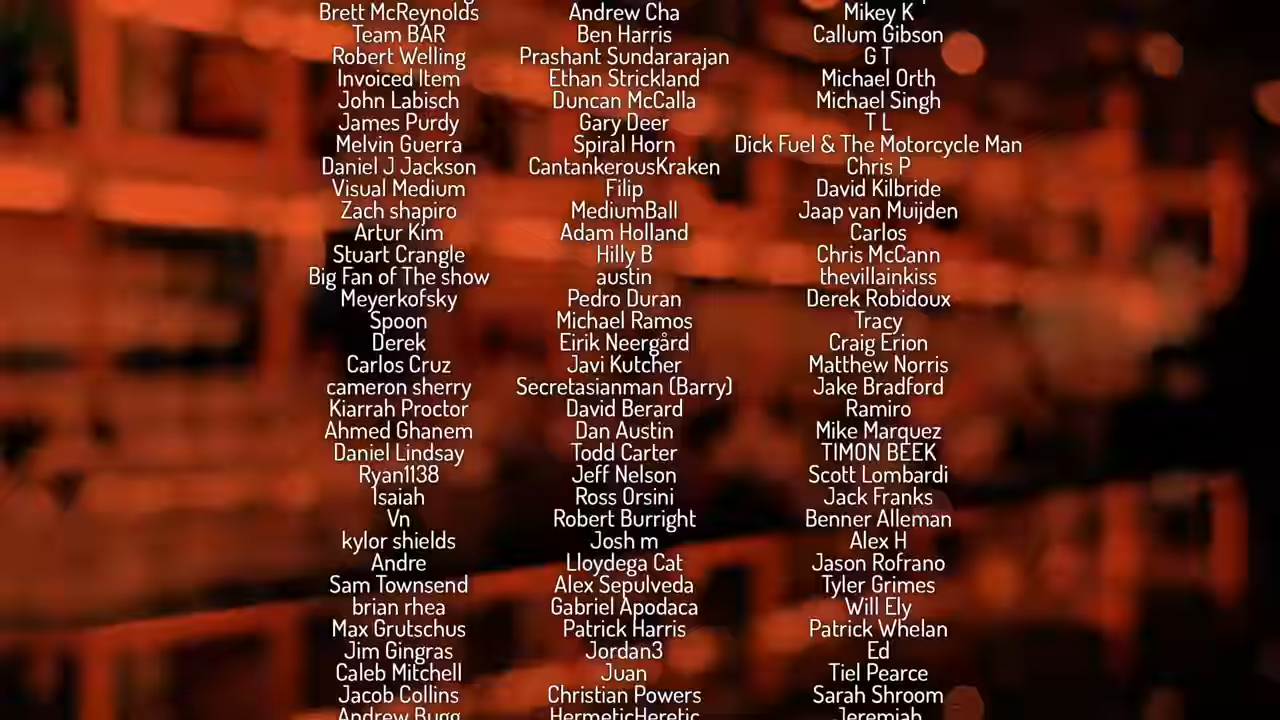 Brett McReynolds Andrew Cha Mikey K
Team BAR Ben Harris Callum Gibson
Robert Welling Prashant Sundararajan G T
Invoiced Item Ethan Strickland Michael Orth
John Labisch Duncan McCalla Michael Singh
James Purdy Gary Deer T L
Melvin Guerra Spiral Horn Dick Fuel & The Motorcycle Man
Daniel J Jackson CantankerousKraken Chris P
Visual Medium Filip David Kilbride
Zach shapiro MediumBall Jaap van Muijden
Artur Kim Adam Holland Carlos
Stuart Crangle Hilly B Chris McCann
Big Fan of The show austin thevillainkiss
Meyerkofsky Pedro Duran Derek Robidoux
Spoon Michael Ramos Tracy
Derek Eirik Neergård Craig Erion
Carlos Cruz Javi Kutcher Matthew Norris
cameron sherry Secretasianman (Barry) Jake Bradford
Kiarrah Proctor David Berard Ramiro
Ahmed Ghanem Dan Austin Mike Marquez
Daniel Lindsay Todd Carter TIMON BEEK
Ryan1138 Jeff Nelson Scott Lombardi
Isaiah Ross Orsini Jack Franks
Vn Robert Burright Benner Alleman
kylor shields Josh m Alex H
Andre Lloydega Cat Jason Rofrano
Sam Townsend Alex Sepulveda Tyler Grimes
brian rhea Gabriel Apodaca Will Ely
Max Grutschus Patrick Harris Patrick Whelan
Jim Gingras Jordan3 Ed
Caleb Mitchell Juan Tiel Pearce
Jacob Collins Christian Powers Sarah Shroom
Andrew Bugg HermeticHeretic Jeremiah